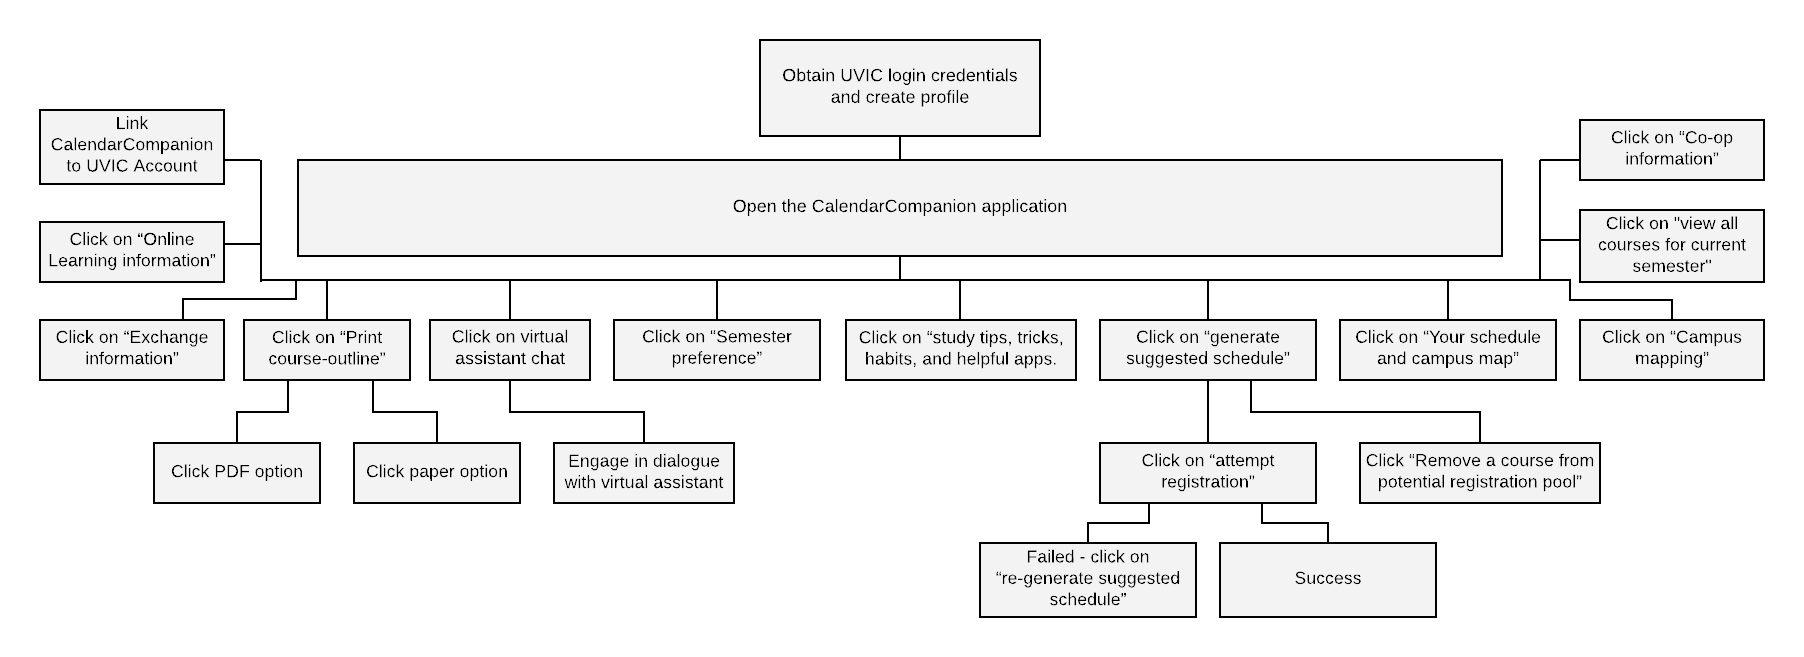 Obtain UVIC login credentials
and create profile
Link
CalendarCompanion
to UVIC Account
Click on “Co-op
information”
Open the CalendarCompanion application
Click on “Online
Learning information”
Click on "view all
courses for current
semester"
Click on “Exchange
information”
Click on “Print
course-outline”
Click on virtual
assistant chat
Click on “Semester
preference”
Click on “study tips, tricks,
habits, and helpful apps.
Click on “generate
suggested schedule”
Click on “Your schedule
and campus map”
Click on “Campus
mapping“
Click PDF option
Click paper option
Engage in dialogue
with virtual assistant
Click on “attempt
registration”
Click “Remove a course from
potential registration pool”
Failed - click on
“re-generate suggested
schedule”
Success